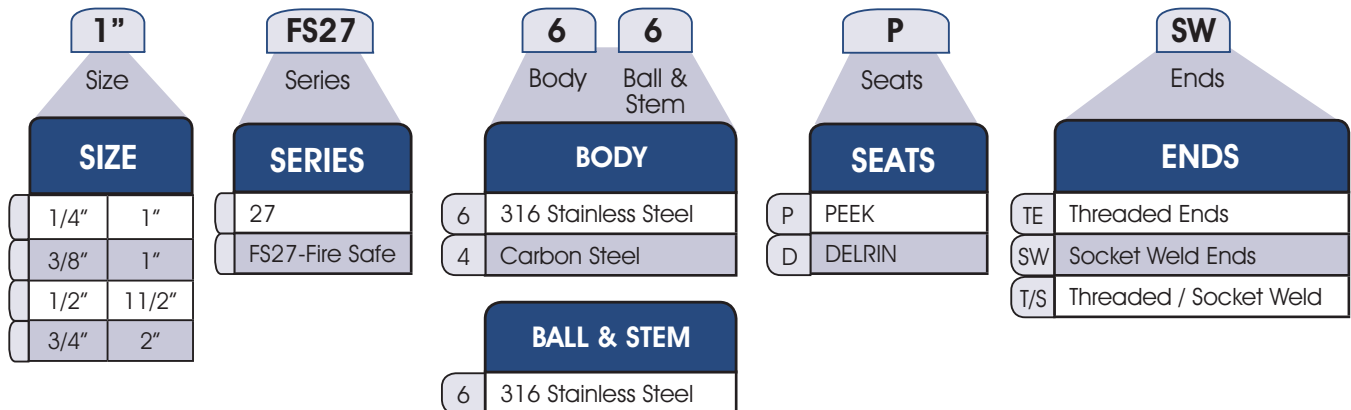 1” FS27 6 6 P SW
Size Series Body Ball & Stem Seats Ends
SIZE
1/4” 1”
3/8” 1”
1/2” 11/2”
3/4” 2”
SERIES
27
FS27-Fire Safe
BODY
6 316 Stainless Steel
4 Carbon Steel
BALL & STEM
6 316 Stainless Steel
SEATS
P PEEK
D DELRIN
ENDS
TE Threaded Ends
SW Socket Weld Ends
T/S Threaded / Socket Weld